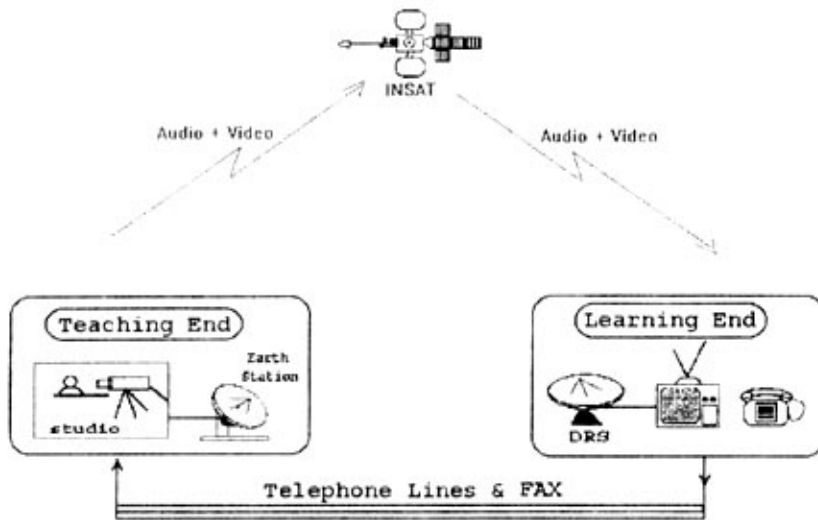 INSAT
Audio + Video
Audio + Video
Teaching End
Earth
Station
studio
Learning End
DRS
Telephone Lines & FAX